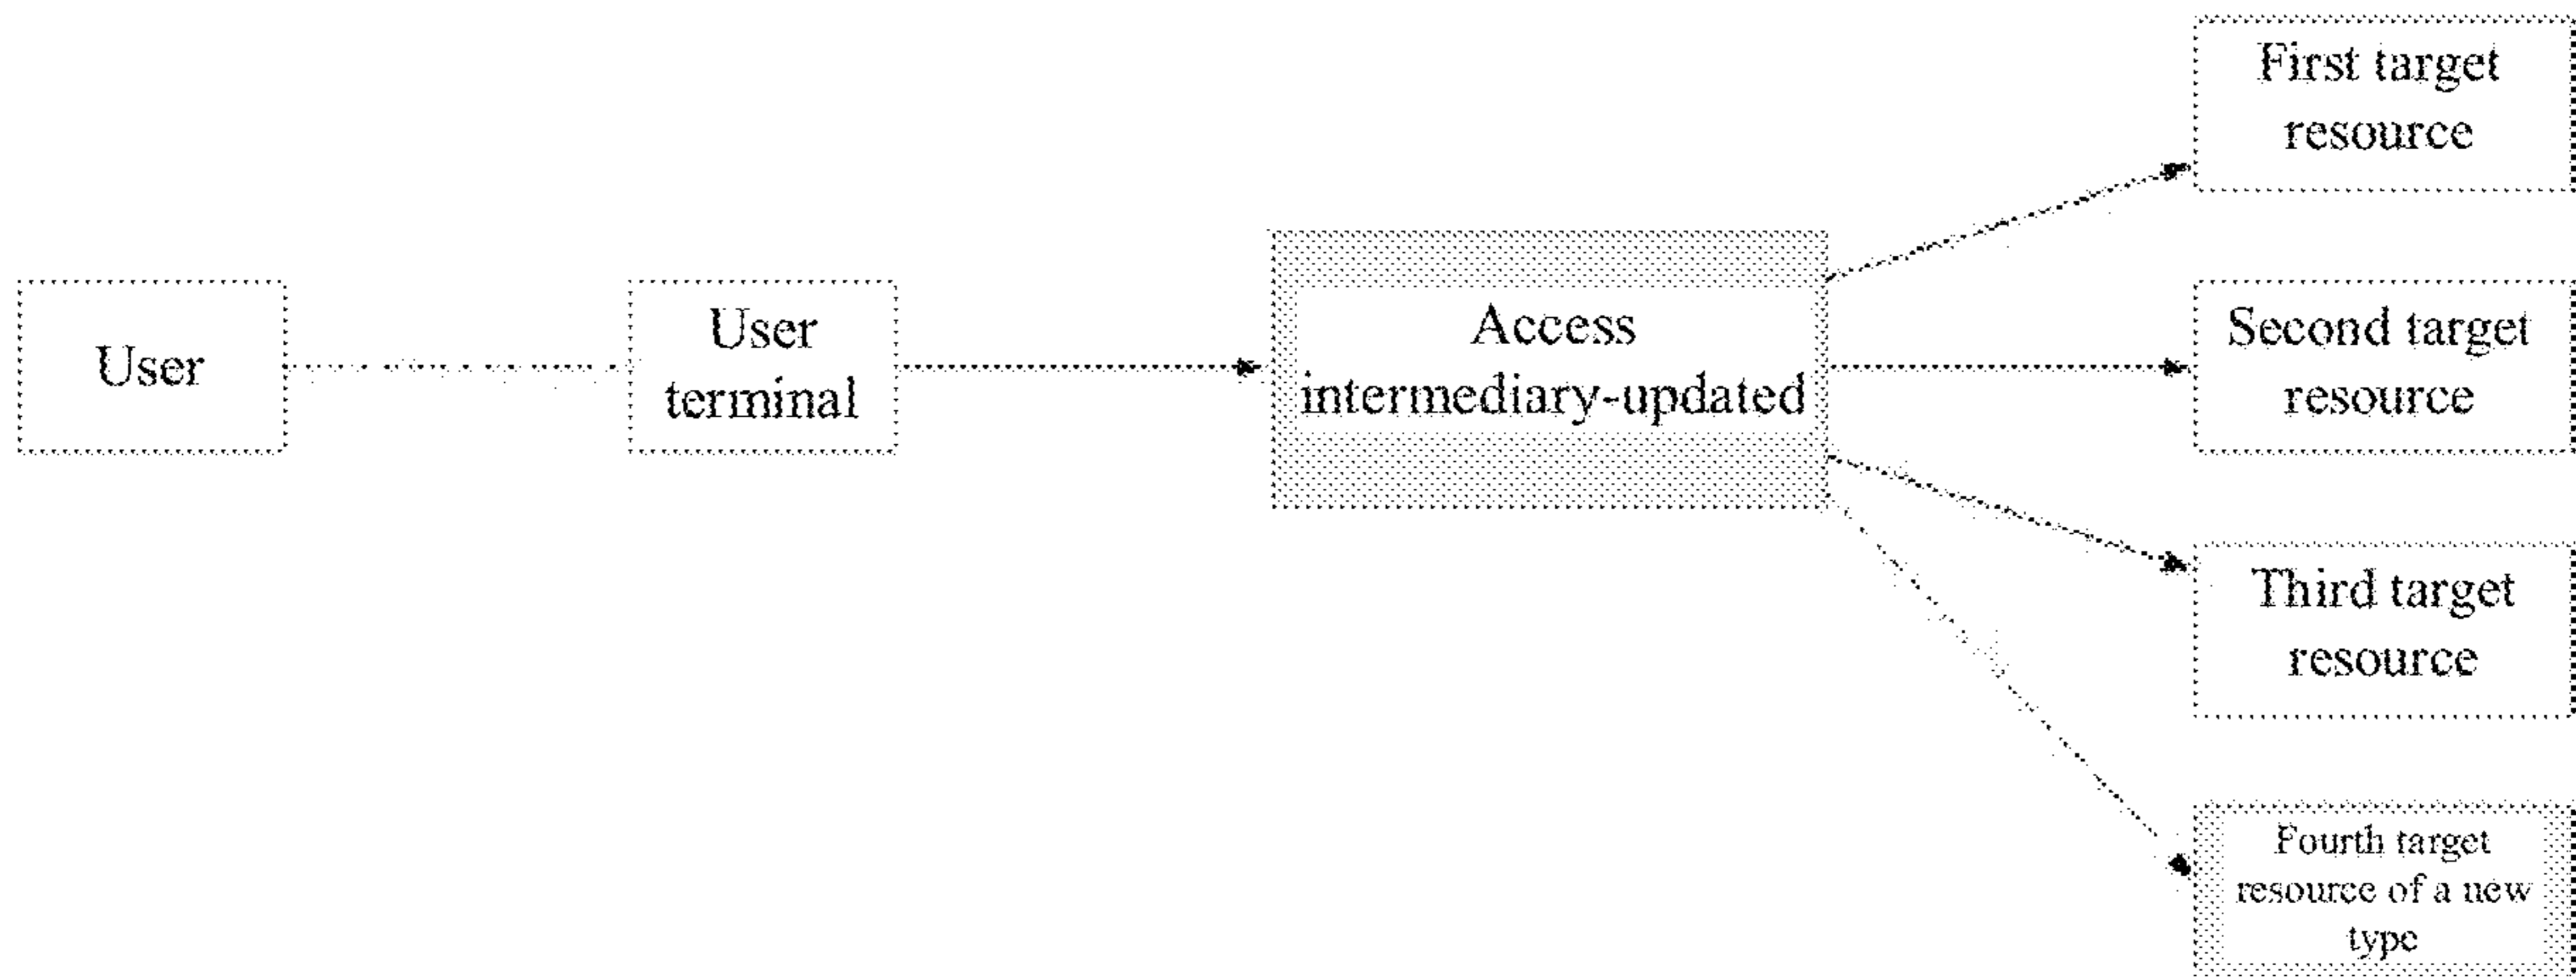 User
User
terminal
Access
intermediary-updated
First target
resource
Second target
resource
Third target
resource
Fourth target
resource of a new
type